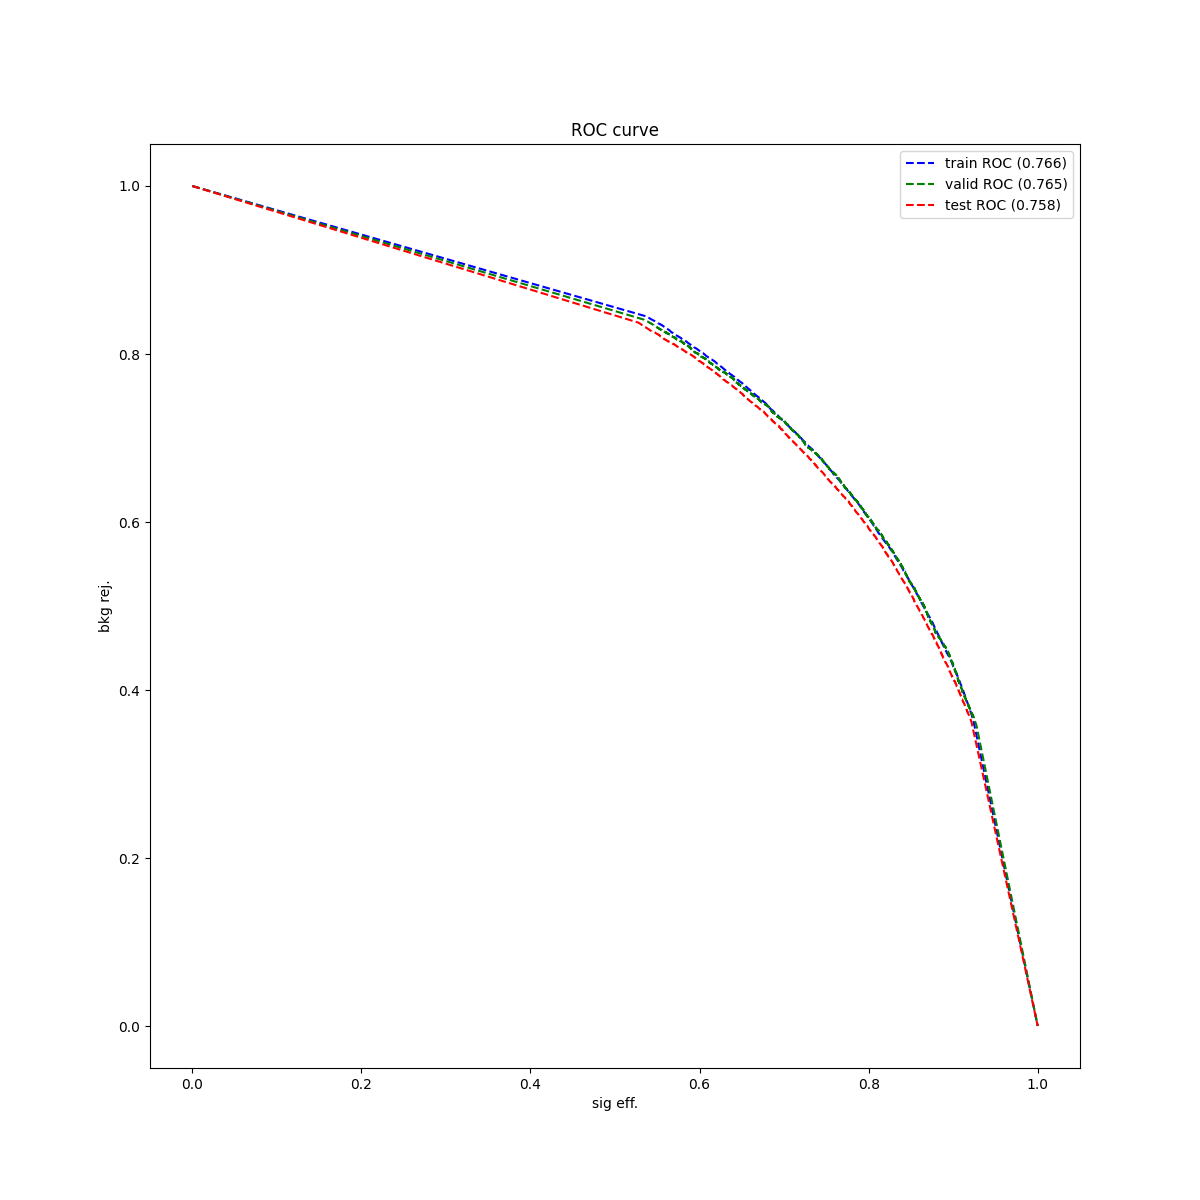 ROC curve
train ROC (0.766)
valid ROC (0.765)
test ROC (0.758)
1.0
0.8
0.6
0.4
0.2
0.0
bkg rej.
0.0 0.2 0.4 0.6 0.8 1.0
sig eff.